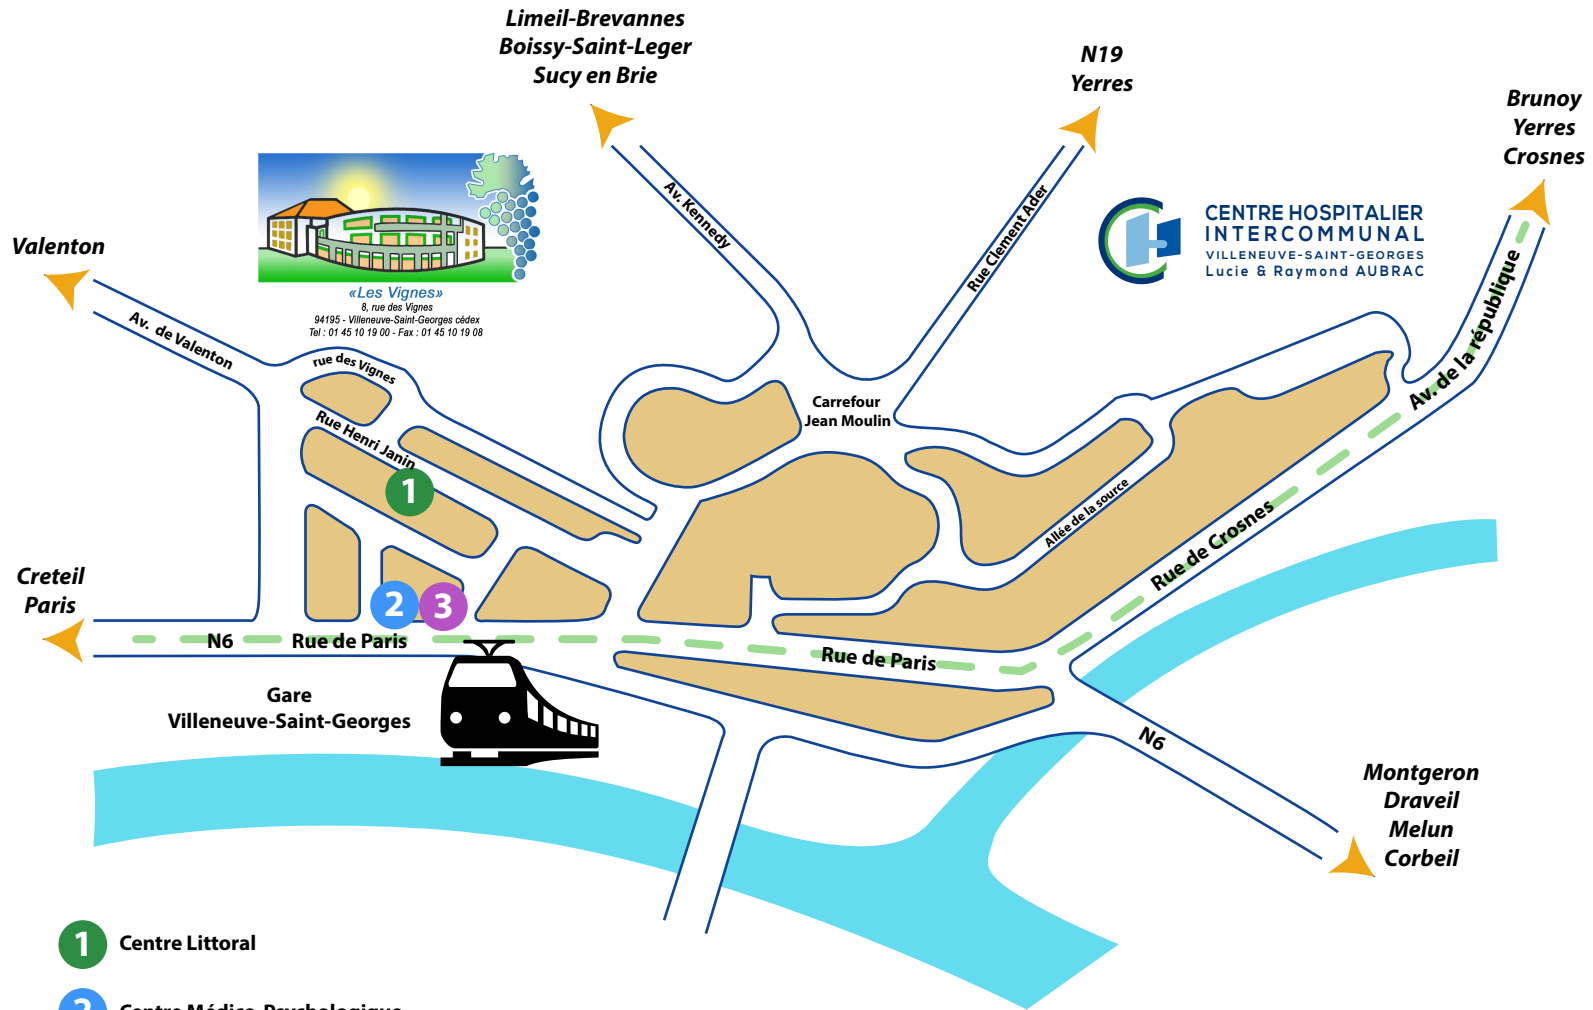 Limeil-Brevannes
Boissy-Saint-Leger
Sucy en Brie
N19
Yerres
Brunoy
Yerres
Crosnes
Valenton
«Les Vignes»
8, rue des Vignes
94195 - Villeneuve-Saint-Georges cédex
Tel : 01 45 10 19 00 - Fax : 01 45 10 19 08
CENTRE HOSPITALIER
INTERCOMMUNAL
VILLENEUVE-SAINT-GEORGES
Lucie & Raymond AUBRAC
Av. Kennedy
Rue Clement Ader
Av. de la république
Av. de Valenton
rue des Vignes
Rue Henri Janin
Carrefour
Jean Moulin
1
Allée de la source
Rue de Crosnes
Creteil
Paris
2
3
N6
Rue de Paris
Rue de Paris
Gare
Villeneuve-Saint-Georges
N6
Montgeron
Draveil
Melun
Corbeil
1 Centre Littoral
2 Centre Médico-Psychologique